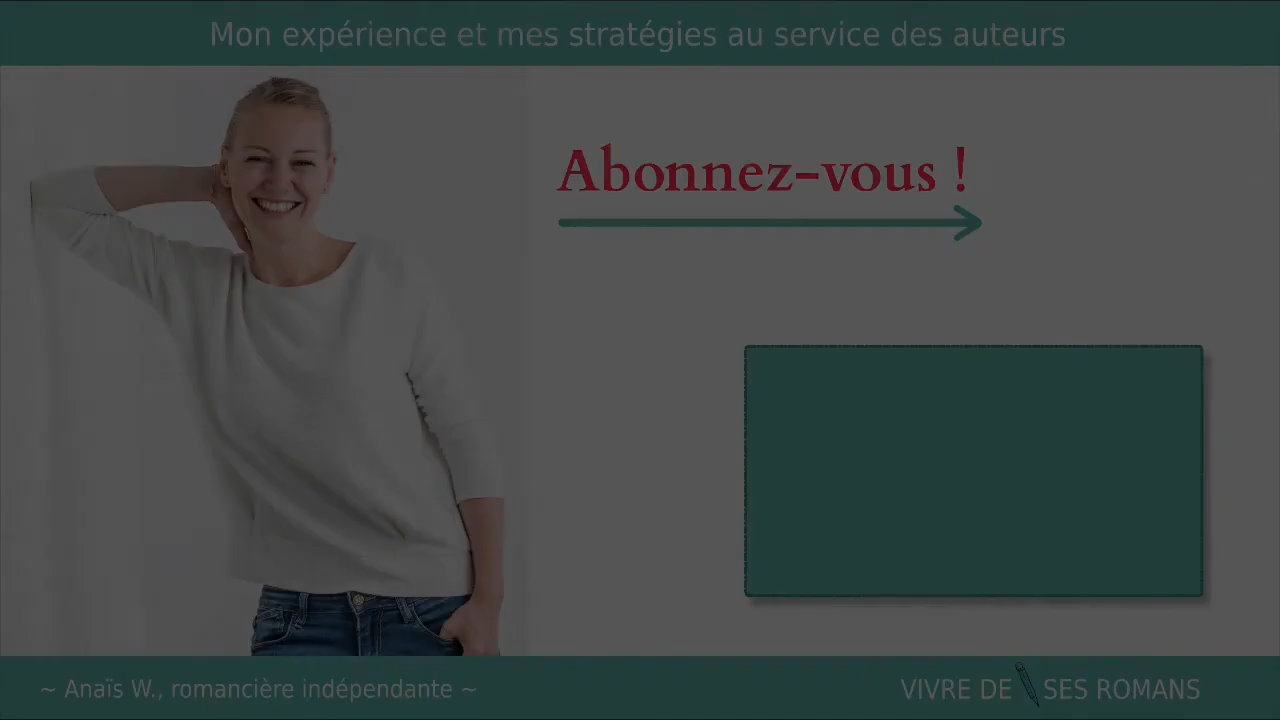 Mon expérience et mes stratégies au service des auteurs
Abonnez-vous !
~ Anaïs W., romancière indépendante ~
VIVRE DE SES ROMANS